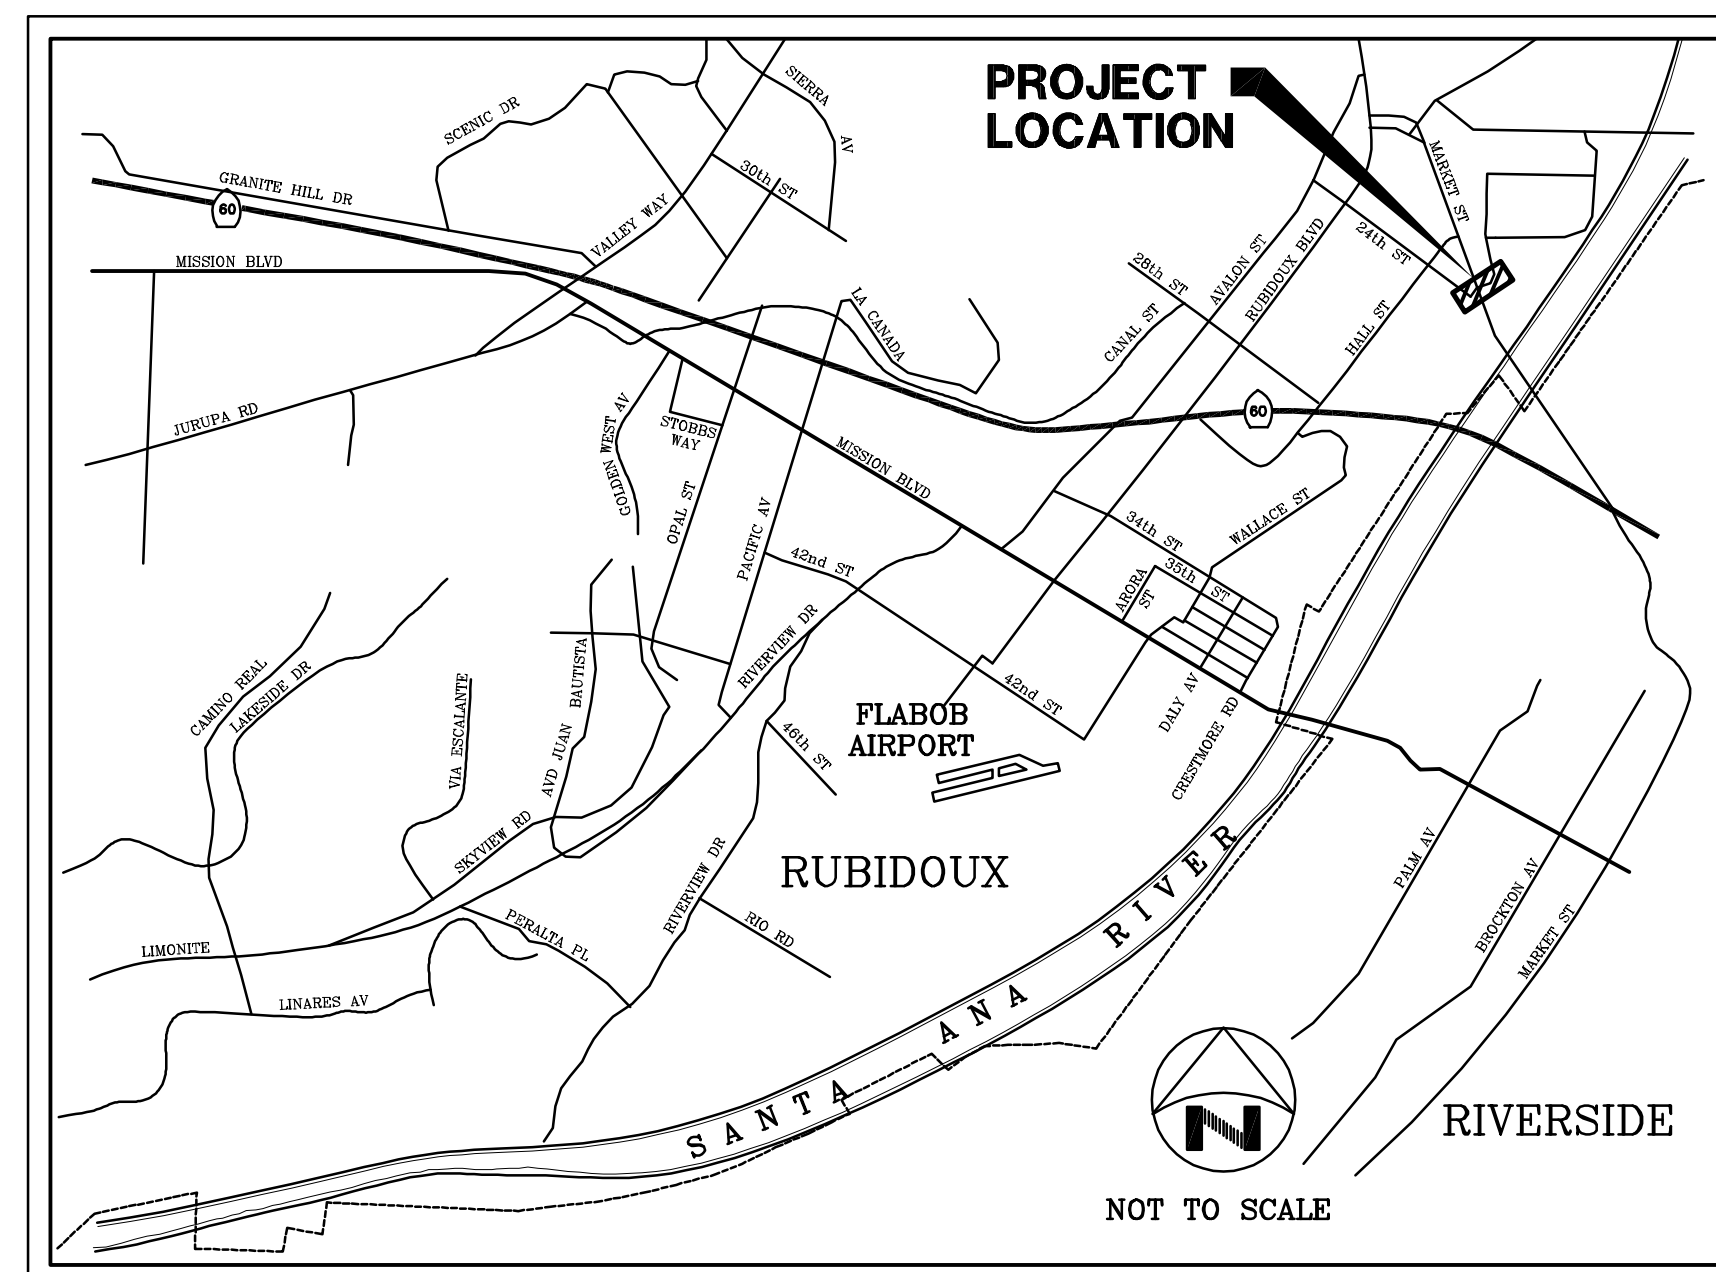 PROJECT
LOCATION
SCENIC DR
SIERRA
AV
30th ST
GRANITE HILL DR
60
VALLEY WAY
MISSION BLVD
MARKET ST
24th ST
28th ST
AVALON ST
RUBIDOUX BLVD
CANAL ST
HALL ST
LA CANADA
JURUPA RD
GOLDEN WEST AV
STOBBS
WAY
60
MISSION BLVD
OPAL ST
PACIFIC AV
42nd ST
34th ST
WALLACE ST
35th
ST
ARORA
ST
RIVERVIEW DR
CAMINO REAL
LAKESIDE DR
VIA ESCALANTE
AVD JUAN BAUTISTA
42nd ST
46th ST
DALY AV
CRESTMORE RD
FLABOB
AIRPORT
SKYVIEW RD
RUBIDOUX
RIVERVIEW DR
RIO RD
PERALTA PL
LIMONITE
LINARES AV
PALM AV
BROCKTON AV
MARKET ST
SANTA ANA RIVER
N
RIVERSIDE
NOT TO SCALE